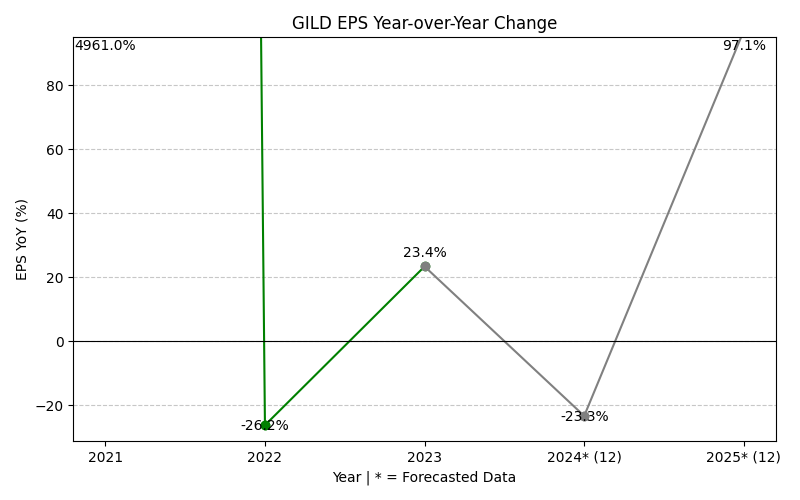 GILD EPS Year-over-Year Change
4961.0%
97.1%
80
60
40
23.4%
20
0
-23.3%
−20
-26.2%
EPS YoY (%)
2021 2022 2023 2024* (12) 2025* (12)
Year | * = Forecasted Data